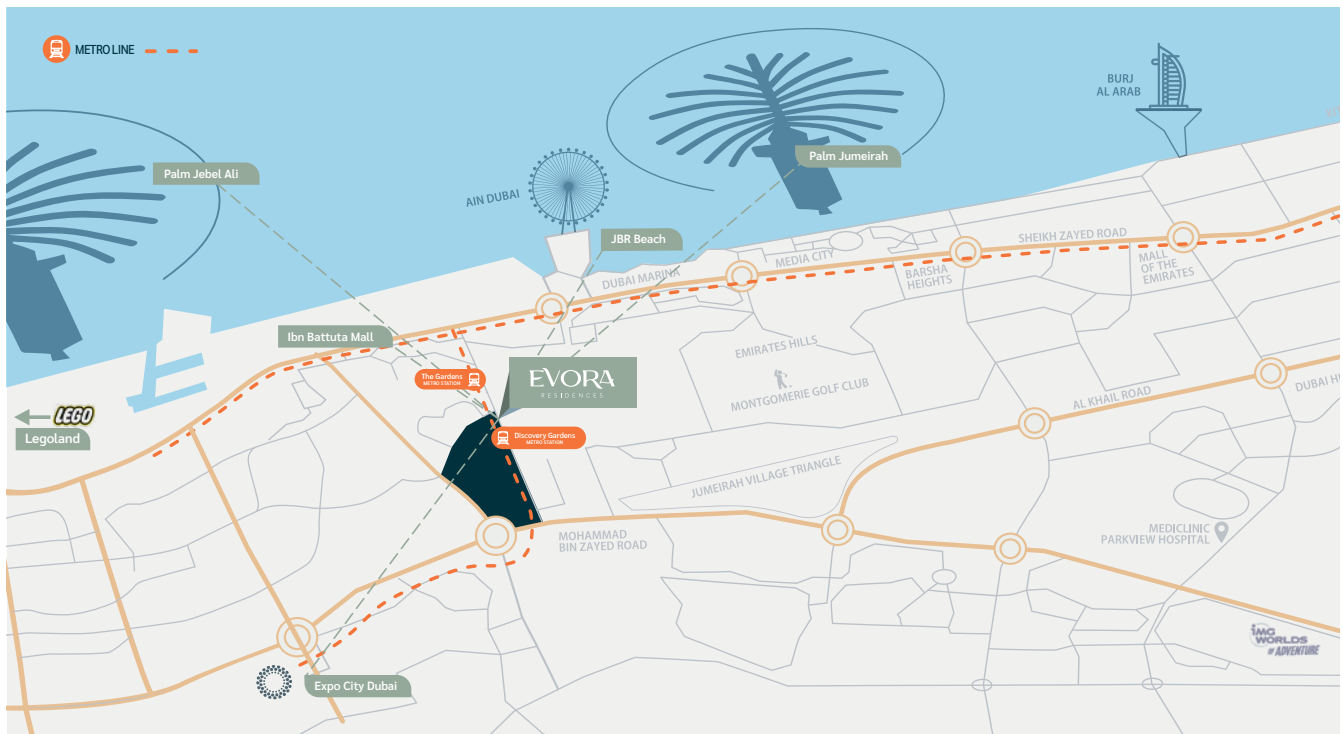 METRO LINE
BURJ
AL ARAB
Palm Jumeirah
Palm Jebel Ali
AIN DUBAI
JBR Beach
SHEIKH ZAYED ROAD
MEDIA CITY
MALL
OF THE
EMIRATES
DUBAI MARINA
BARSHA
HEIGHTS
Ibn Battuta Mall
EMIRATES HILLS
The Gardens
METRO STATION
EVORA
RESIDENCES
MONTGOMERIE GOLF CLUB
AL KHAIL ROAD
DUBAI H
LEGO
Legoland
Discovery Gardens
METRO STATION
JUMEIRAH VILLAGE TRIANGLE
MOHAMMAD
BIN ZAYED ROAD
MEDICLINIC
PARKVIEW HOSPITAL
iMG
WORLDS
OF ADVENTURE
Expo City Dubai